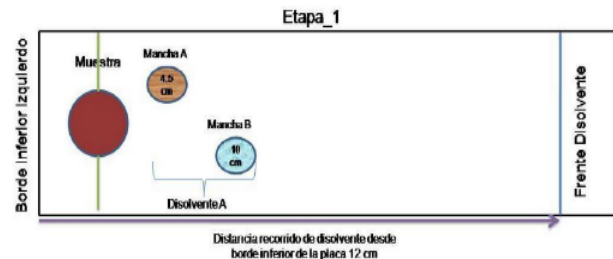 Etapa_1
Borde Inferior Izquierdo
Muestra
Mancha A
4.5
cm
Mancha B
10
cm
Disolvente A
Frente Disolvente
Distancia recorrido de disolvente desde
borde inferior de la placa 12 cm